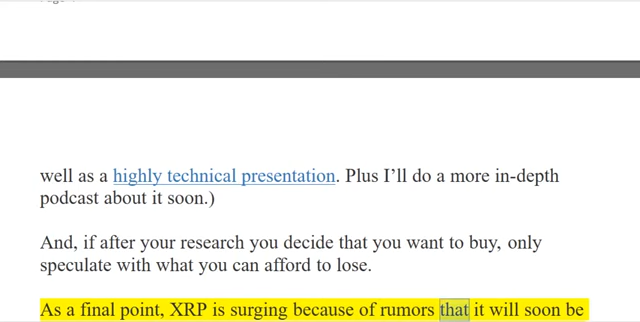 well as a highly technical presentation. Plus I’ll do a more in-depth
podcast about it soon.)
And, if after your research you decide that you want to buy, only
speculate with what you can afford to lose.
As a final point, XRP is surging because of rumors that it will soon be